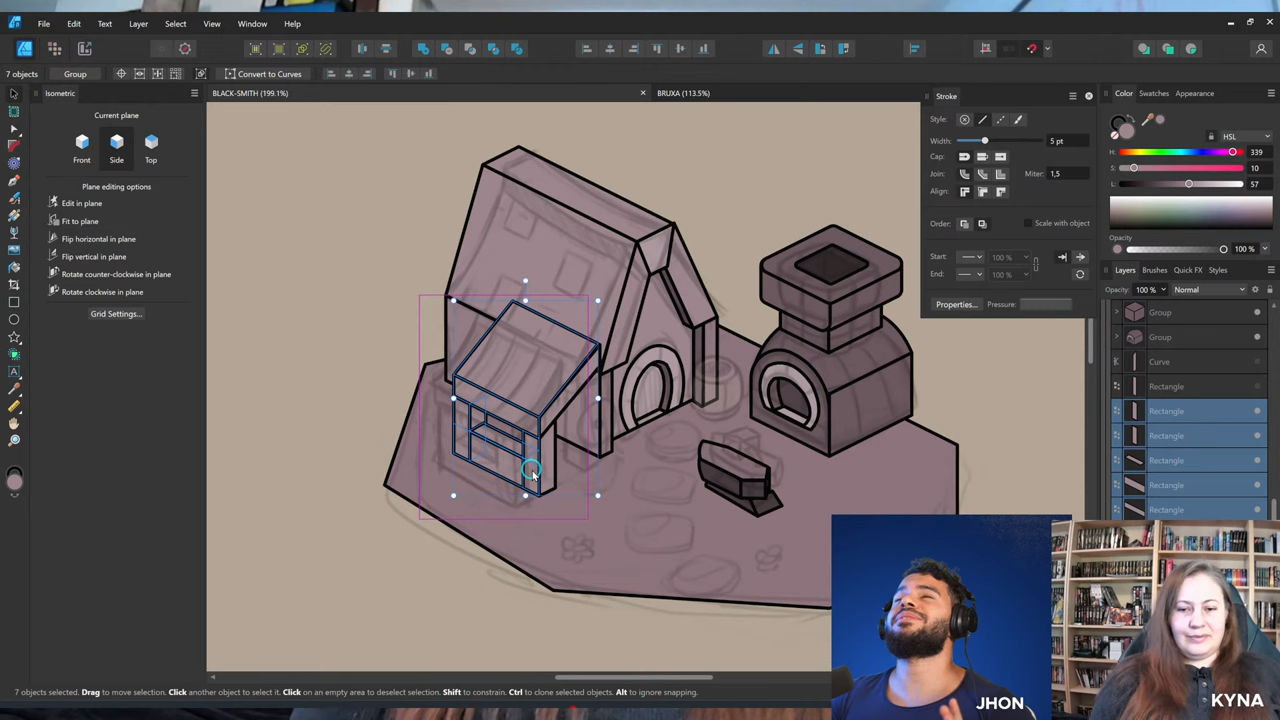 File Edit Text Layer Select View Window Help
7 objects Group Convert to Curves
Isometric
BLACK-SMITH (199.1%)
BRUXA (113.5%)
Current plane
Front Side Top
Plane editing options
Edit in plane
Fit to plane
Flip horizontal in plane
Flip vertical in plane
Rotate counter-clockwise in plane
Rotate clockwise in plane
Grid Settings...
Stroke
Style:
Width: 5 pt
Cap:
Join: Miter: 1,5
Align:
Order: Scale with object
Start: 100 %
End: 100 %
Properties... Pressure:
Color Swatches Appearance
HSL
H: 339
S: 10
L: 57
Opacity
100 %
Layers Brushes Quick FX Styles
Opacity: 100 % Normal
Group
Group
Curve
Rectangle
Rectangle
Rectangle
Rectangle
Rectangle
Rectangle
JHON
KYNA
7 objects selected. Drag to move selection. Click another object to select it. Click on an empty area to deselect selection. Shift to constrain. Ctrl to clone selected objects. Alt to ignore snapping.